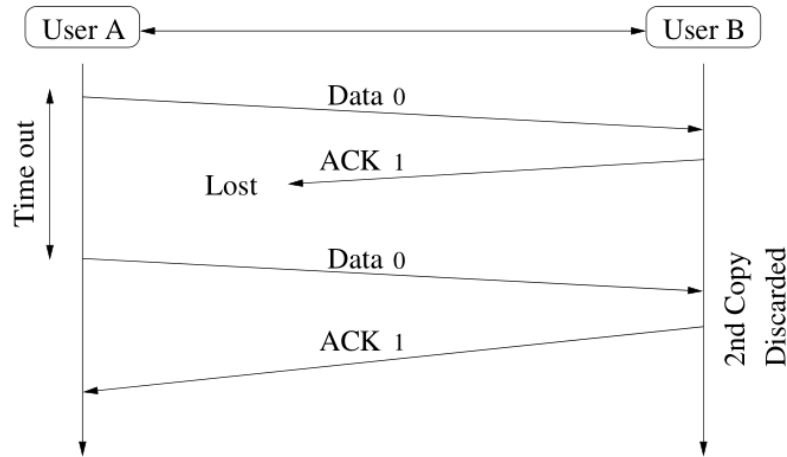 User A
User B
Data 0
Time out
ACK 1
Lost
Data 0
2nd Copy
Discarded
ACK 1